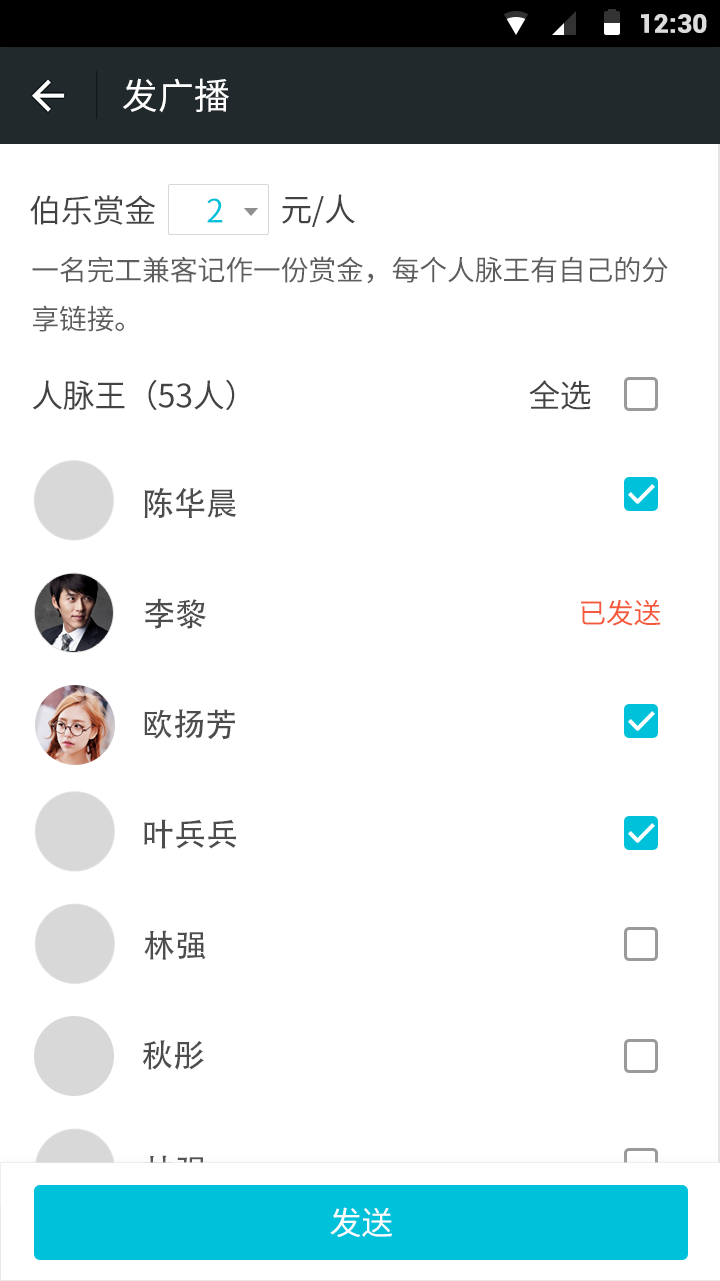 12:30
发广播
伯乐赏金 2 元/人
一名完工兼客记作一份赏金，每个人脉王有自己的分
享链接。
人脉王（53人） 全选
陈华晨
李黎 已发送
欧扬芳
叶兵兵
林强
秋彤
发送